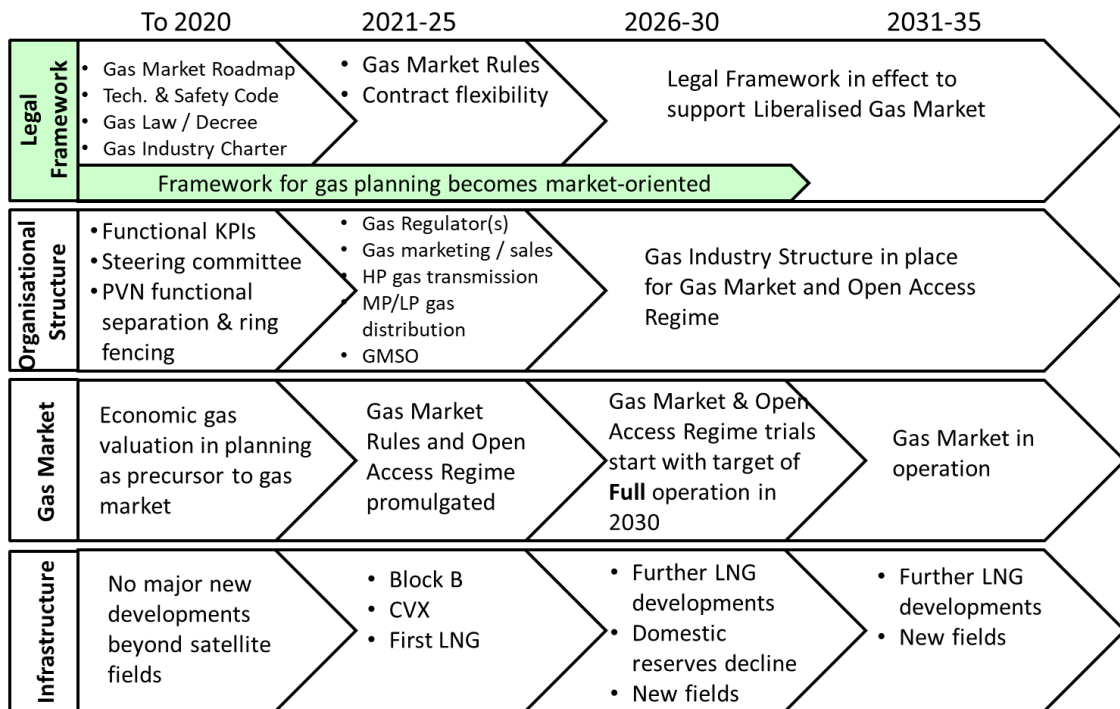 To 2020
2021-25
2026-30
2031-35
Legal
Framework
• Gas Market Roadmap
• Tech. & Safety Code
• Gas Law / Decree
• Gas Industry Charter
• Gas Market Rules
• Contract flexibility
Legal Framework in effect to
support Liberalised Gas Market
Framework for gas planning becomes market-oriented
Organisational
Structure
• Functional KPIs
• Steering committee
• PVN functional
separation & ring
fencing
• Gas Regulator(s)
• Gas marketing / sales
• HP gas transmission
• MP/LP gas
distribution
• GMSO
Gas Industry Structure in place
for Gas Market and Open Access
Regime
Gas Market
Economic gas
valuation in planning
as precursor to gas
market
Gas Market
Rules and Open
Access Regime
promulgated
Gas Market & Open
Access Regime trials
start with target of
Full operation in
2030
Gas Market in
operation
Infrastructure
No major new
developments
beyond satellite
fields
• Block B
• CVX
• First LNG
• Further LNG
developments
• Domestic
reserves decline
• New fields
• Further LNG
developments
• New fields